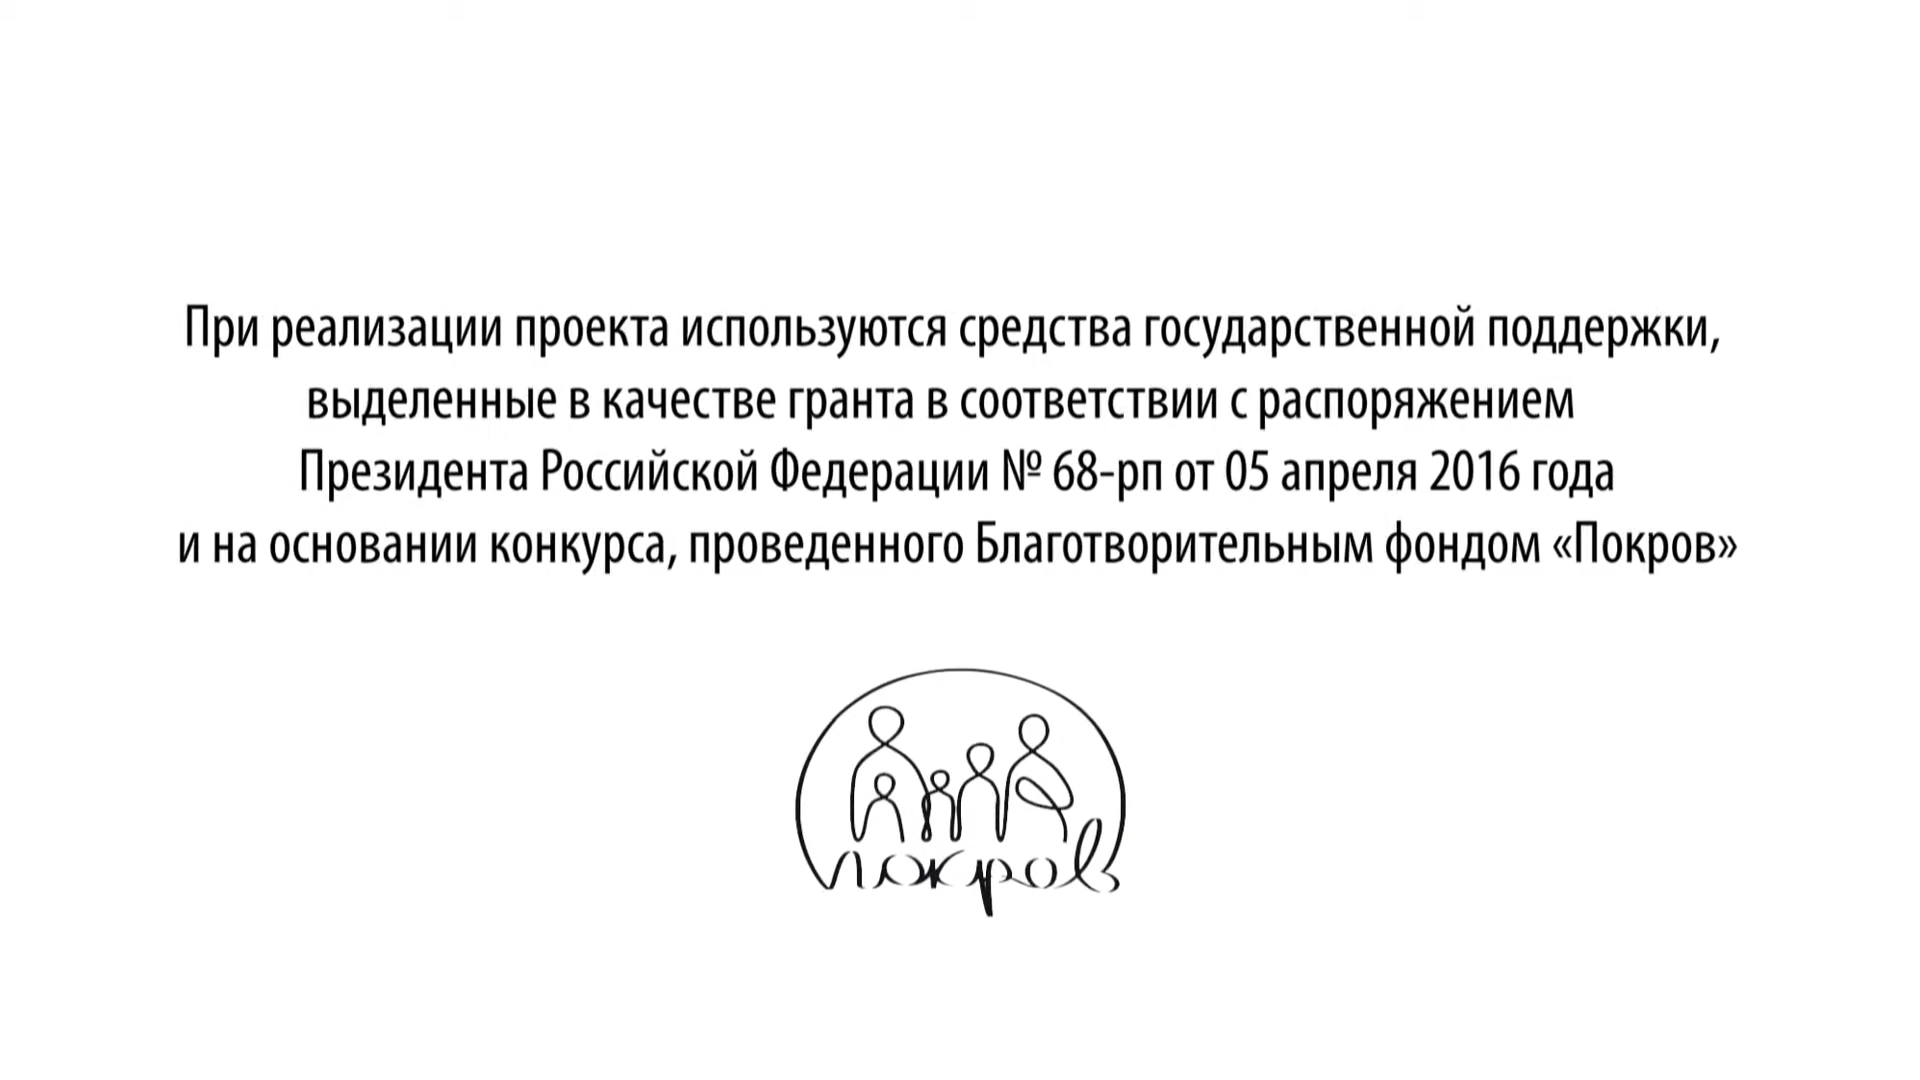 При реализации проекта используются средства государственной поддержки,
выделенные в качестве гранта в соответствии с распоряжением
Президента Российской Федерации № 68-рп от 05 апреля 2016 года
и на основании конкурса, проведенного Благотворительным фондом «Покров»
покров